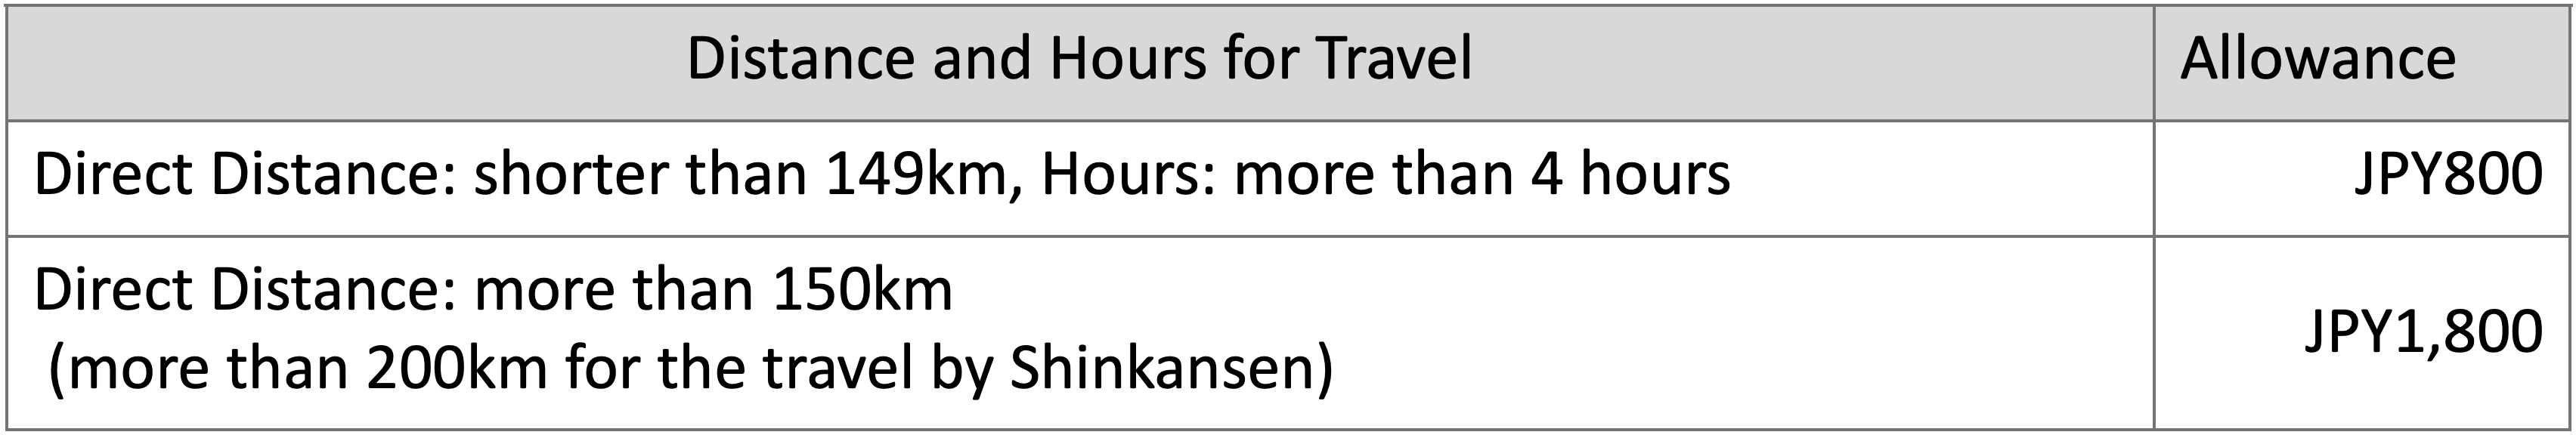 Distance and Hours for Travel
Allowance
Direct Distance: shorter than 149km, Hours: more than 4 hours
JPY800
Direct Distance: more than 150km
(more than 200km for the travel by Shinkansen)
JPY1,800